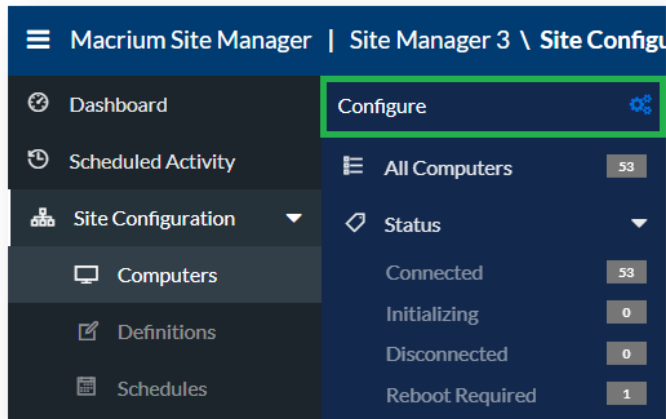 Macrium Site Manager | Site Manager 3 \ Site Configu
Dashboard
Scheduled Activity
Site Configuration
Computers
Definitions
Schedules
Configure
All Computers 53
Status
Connected 53
Initializing 0
Disconnected 0
Reboot Required 1